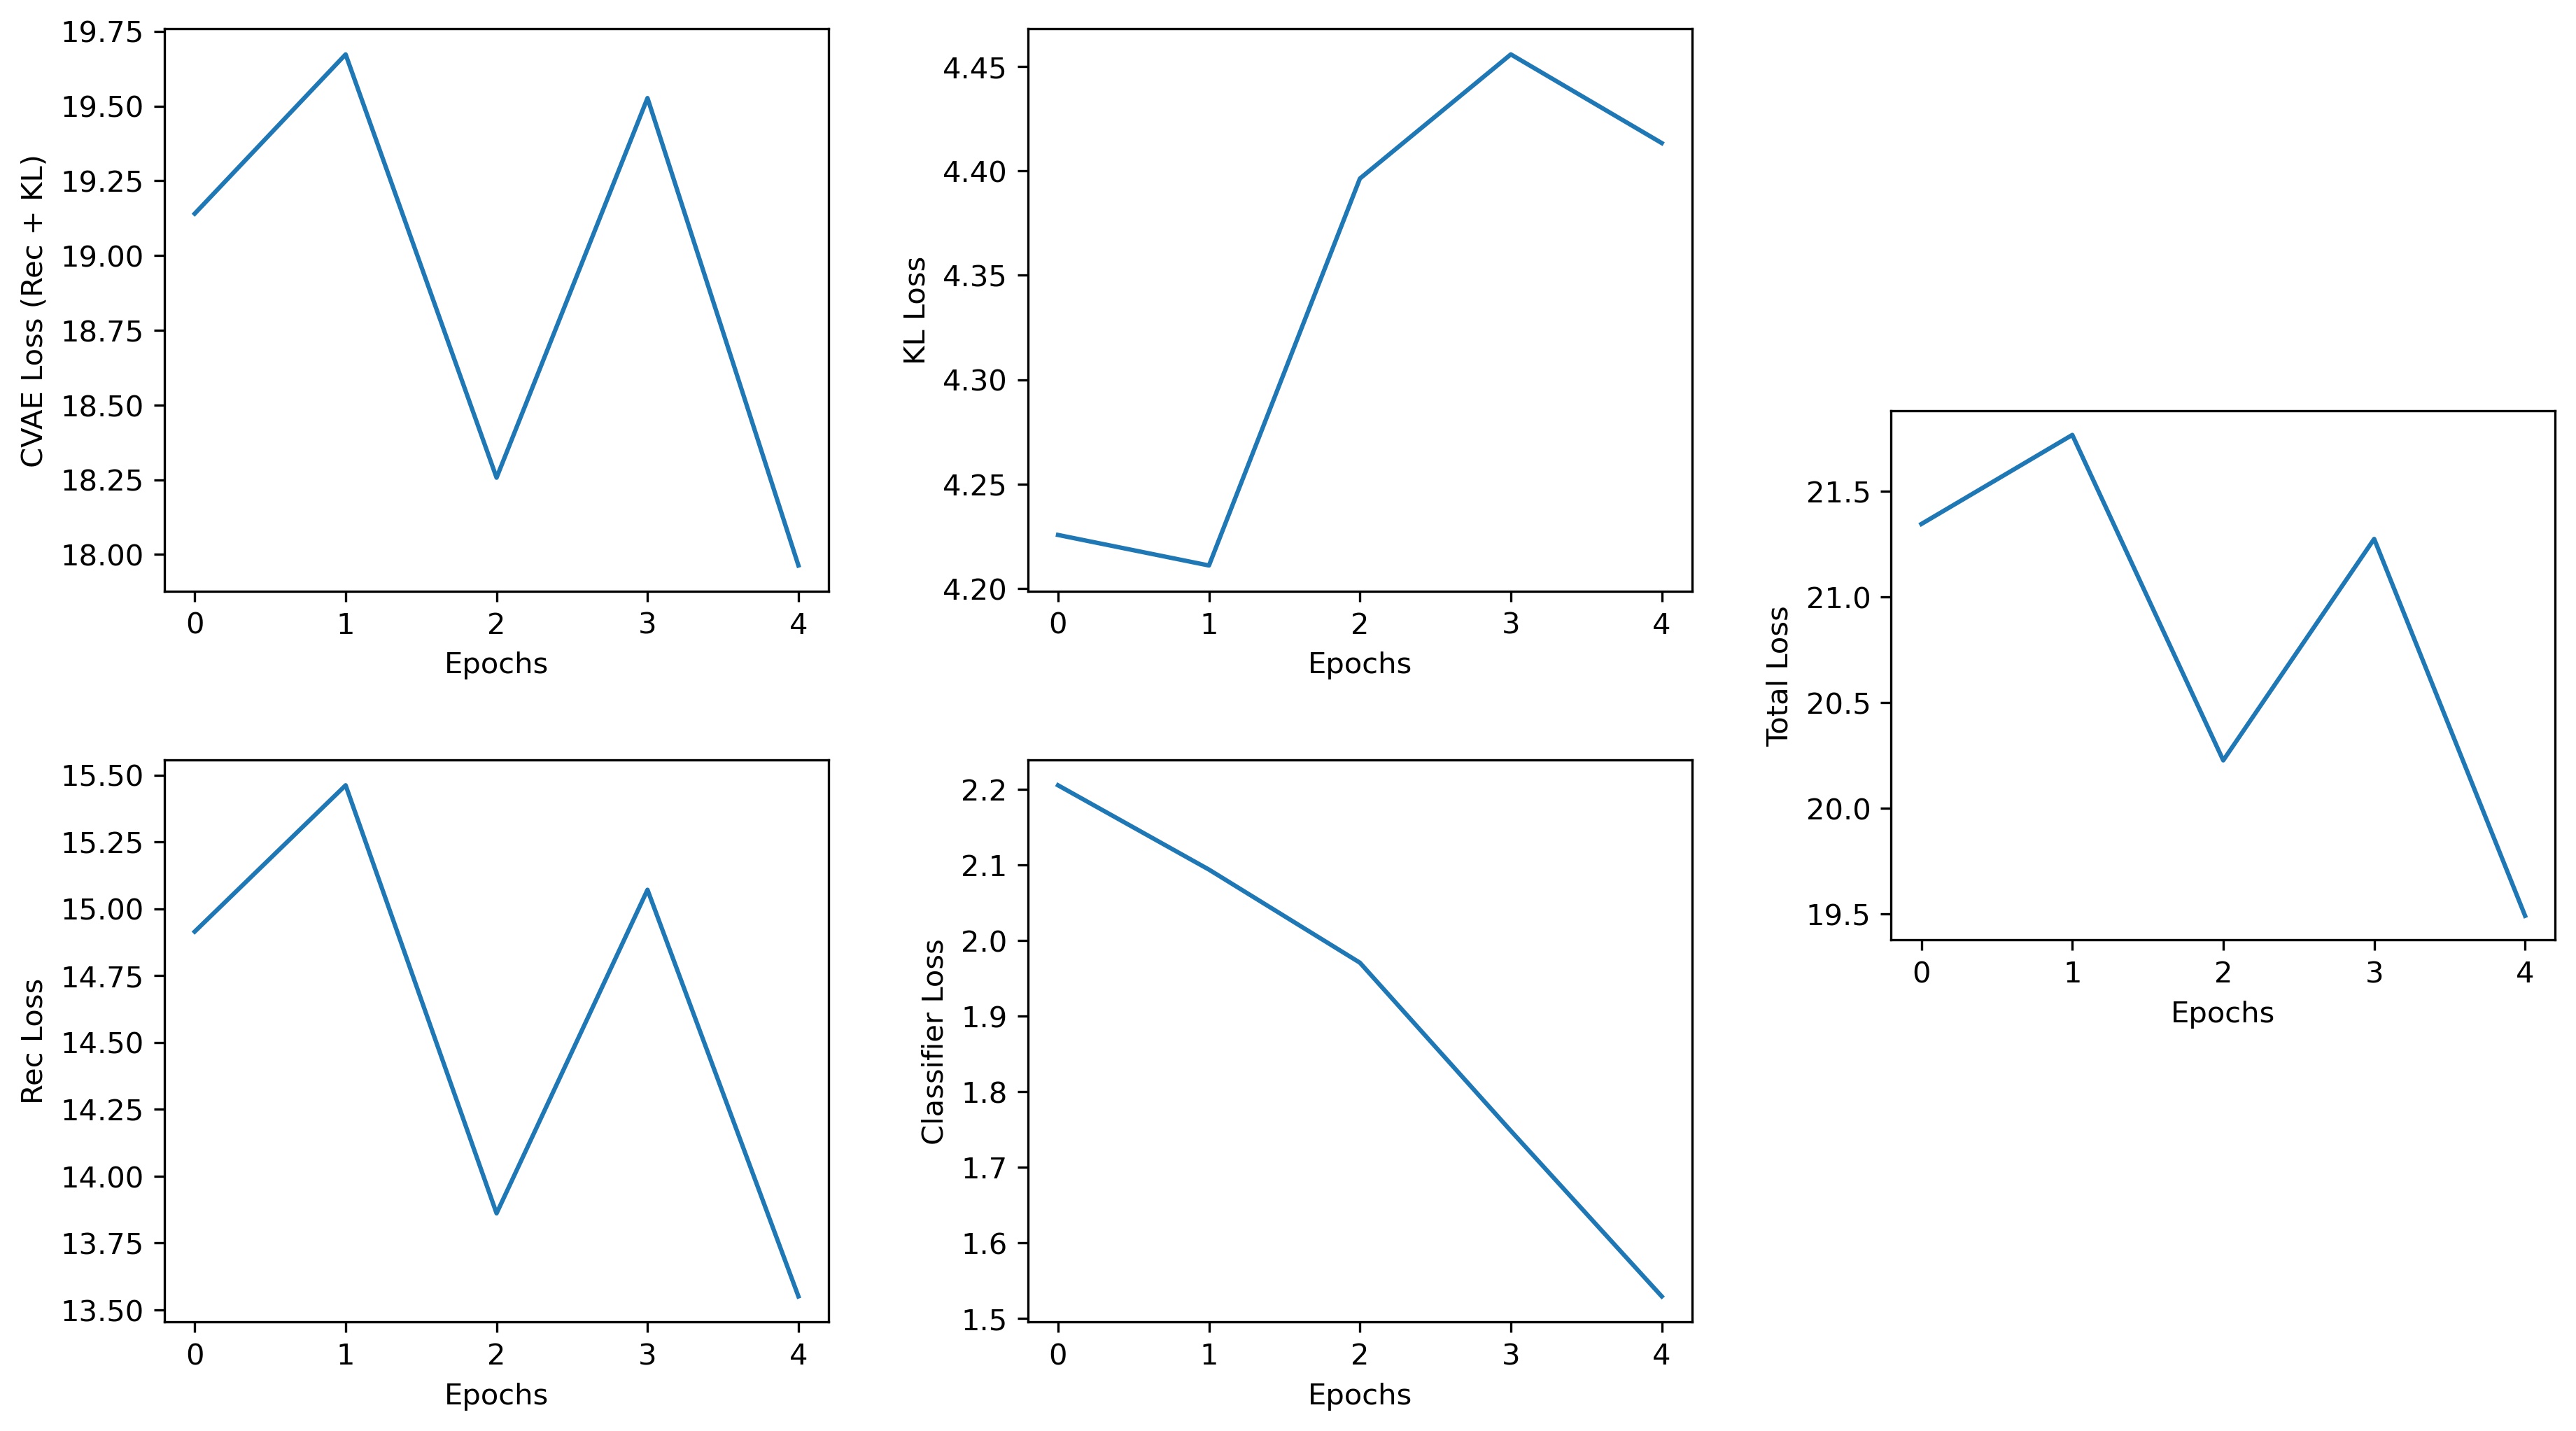 CVAE Loss (Rec + KL)
19.75
19.50
19.25
19.00
18.75
18.50
18.25
18.00
0 1 2 3 4
Epochs
KL Loss
4.45
4.40
4.35
4.30
4.25
4.20
0 1 2 3 4
Epochs
Rec Loss
15.50
15.25
15.00
14.75
14.50
14.25
14.00
13.75
13.50
0 1 2 3 4
Epochs
Classifier Loss
2.2
2.1
2.0
1.9
1.8
1.7
1.6
1.5
0 1 2 3 4
Epochs
Total Loss
21.5
21.0
20.5
20.0
19.5
0 1 2 3 4
Epochs